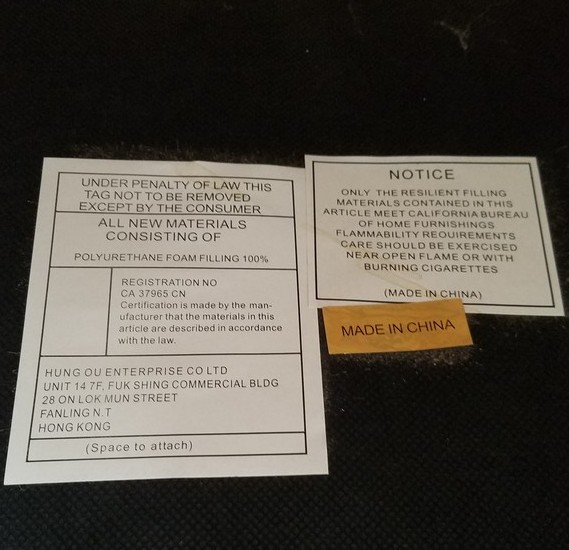 UNDER PENALTY OF LAW THIS
TAG NOT TO BE REMOVED
EXCEPT BY THE CONSUMER
ALL NEW MATERIALS
CONSISTING OF
POLYURETHANE FOAM FILLING 100%
REGISTRATION NO
CA 37965 CN
Certification is made by the man-
ufacturer that the materials in this
article are described in accordance
with the law.
HUNG OU ENTERPRISE CO LTD
UNIT 14 7F, FUK SHING COMMERCIAL BLDG
28 ON LOK MUN STREET
FANLING N.T
HONG KONG
(Space to attach)
NOTICE
ONLY THE RESILIENT FILLING
MATERIALS CONTAINED IN THIS
ARTICLE MEET CALIFORNIA BUREAU
OF HOME FURNISHINGS
FLAMMABILITY REQUIREMENTS
CARE SHOULD BE EXERCISED
NEAR OPEN FLAME OR WITH
BURNING CIGARETTES
(MADE IN CHINA)
MADE IN CHINA